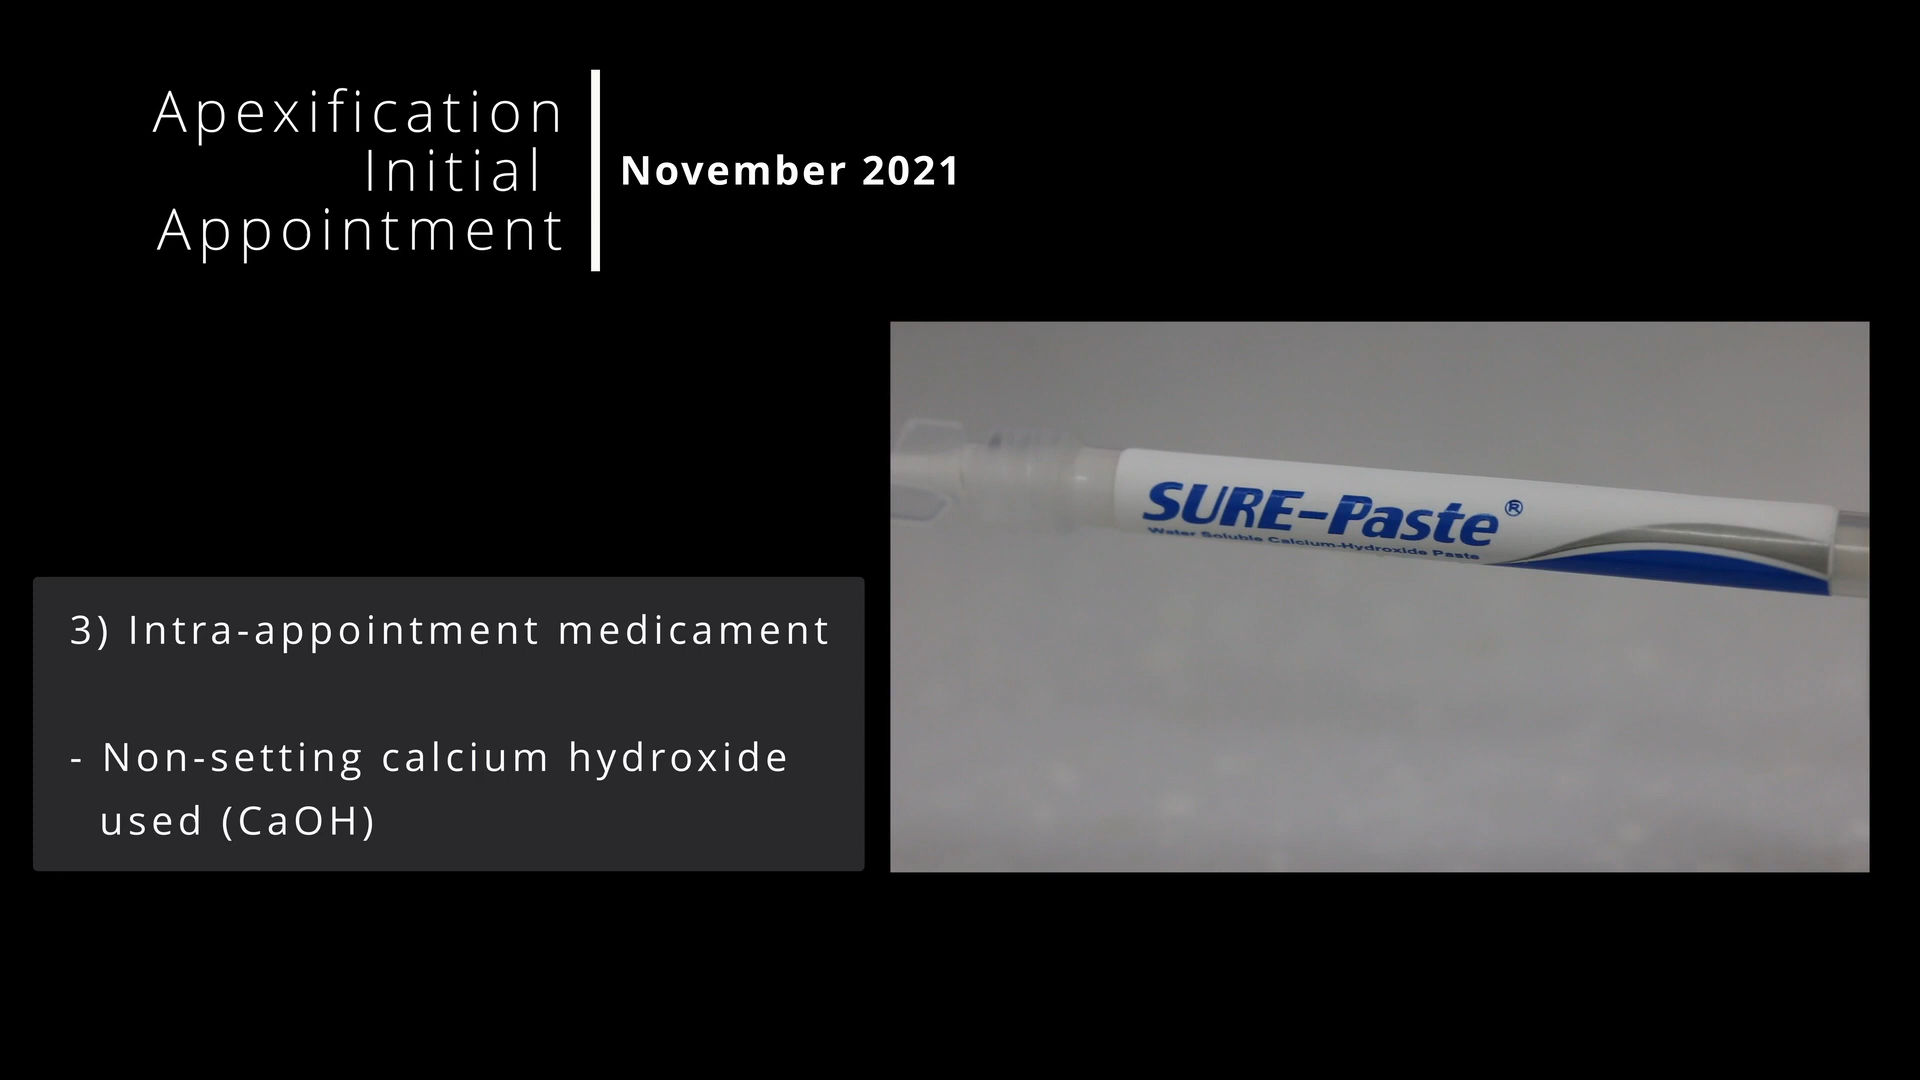 Apexification
Initial
Appointment
November 2021
3) Intra-appointment medicament
- Non-setting calcium hydroxide
used (CaOH)
SURE-Paste®
Water Soluble Calcium-Hydroxide Paste